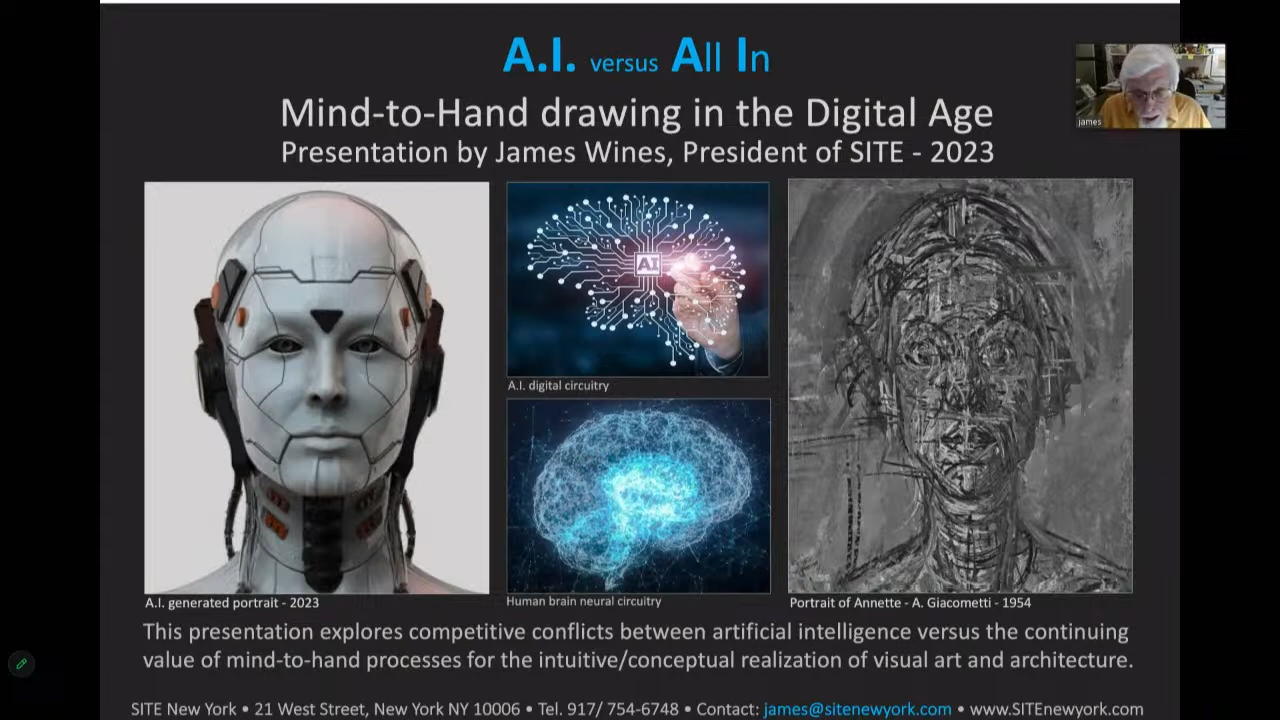 A.I. versus All In
Mind-to-Hand drawing in the Digital Age
Presentation by James Wines, President of SITE - 2023
james
AI
A.I. digital circuitry
A.I. generated portrait - 2023
Human brain neural circuitry
Portrait of Annette - A. Giacometti - 1954
This presentation explores competitive conflicts between artificial intelligence versus the continuing
value of mind-to-hand processes for the intuitive/conceptual realization of visual art and architecture.
SITE New York • 21 West Street, New York NY 10006 • Tel. 917/ 754-6748 • Contact: james@sitenewyork.com • www.SITEnewyork.com